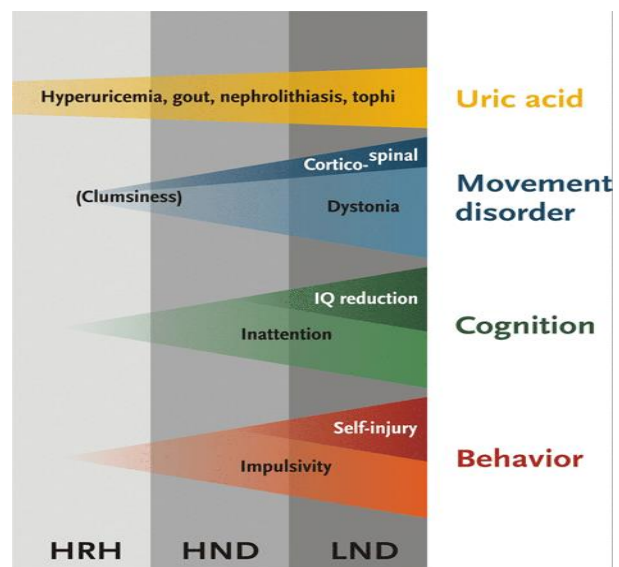 Hyperuricemia, gout, nephrolithiasis, tophi
Uric acid
Cortico-spinal
(Clumsiness)
Dystonia
Movement
disorder
IQ reduction
Inattention
Cognition
Self-injury
Impulsivity
Behavior
HRH HND LND